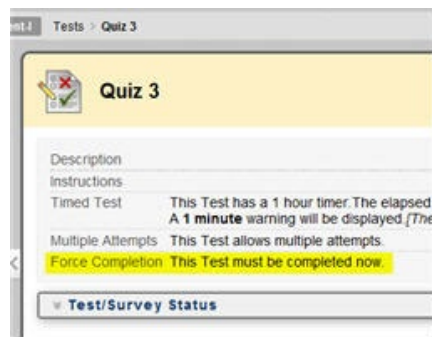 Tests > Quiz 3
Quiz 3
Description
Instructions
Timed Test This Test has a 1 hour timer.The elapsed
A 1 minute warning will be displayed.
Multiple Attempts This Test allows multiple attempts.
Force Completion This Test must be completed now.
Test/Survey Status